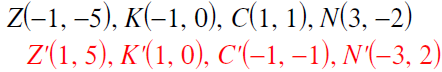 Z(−1, −5), K(−1, 0), C(1, 1), N(3, −2)
Z'(1, 5), K'(1, 0), C'(−1, −1), N'(−3, 2)